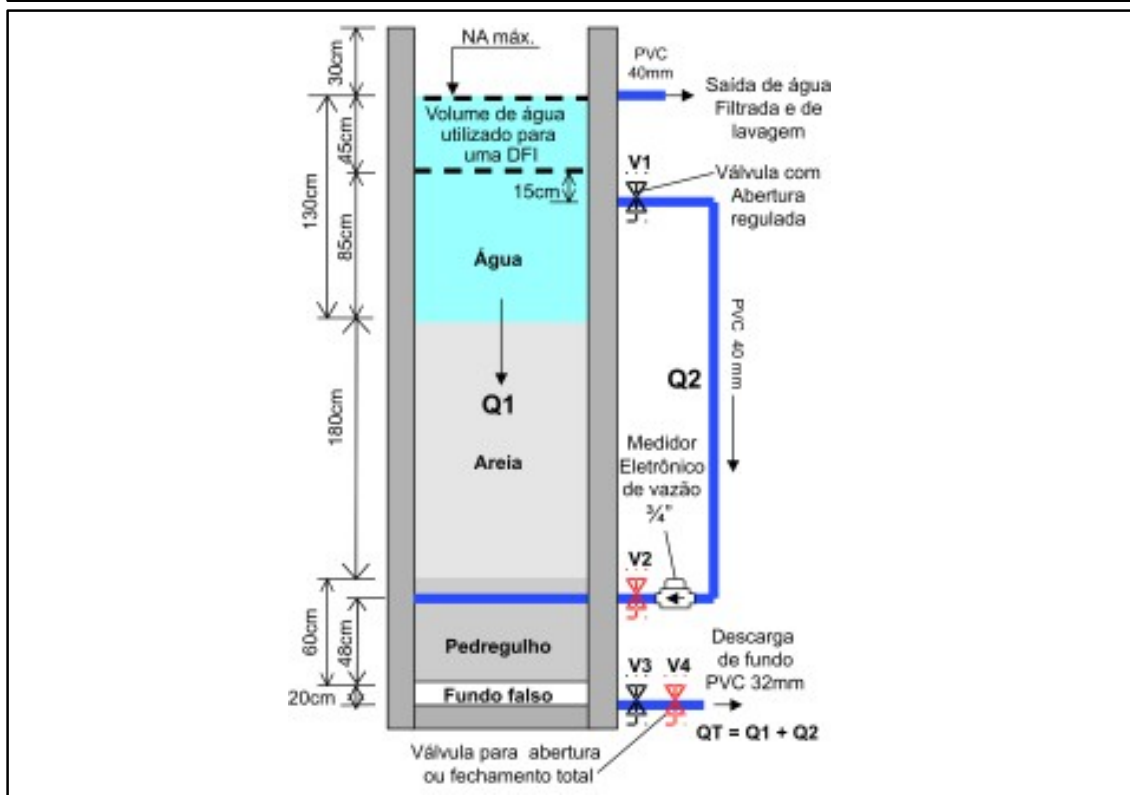 30cm
130cm
45cm
85cm
180cm
60cm
48cm
20cm
NA máx.
Volume de água
utilizado para
uma DFI
15cm
Água
Q1
Areia
Pedregulho
Fundo falso
PVC
40mm
Saída de água
Filtrada e de
lavagem
V1
Válvula com
Abertura
regulada
PVC 40 mm
Q2
Medidor
Eletrônico
de vazão
¾"
V2
V3
V4
Descarga
de fundo
PVC 32mm
QT = Q1 + Q2
Válvula para abertura
ou fechamento total